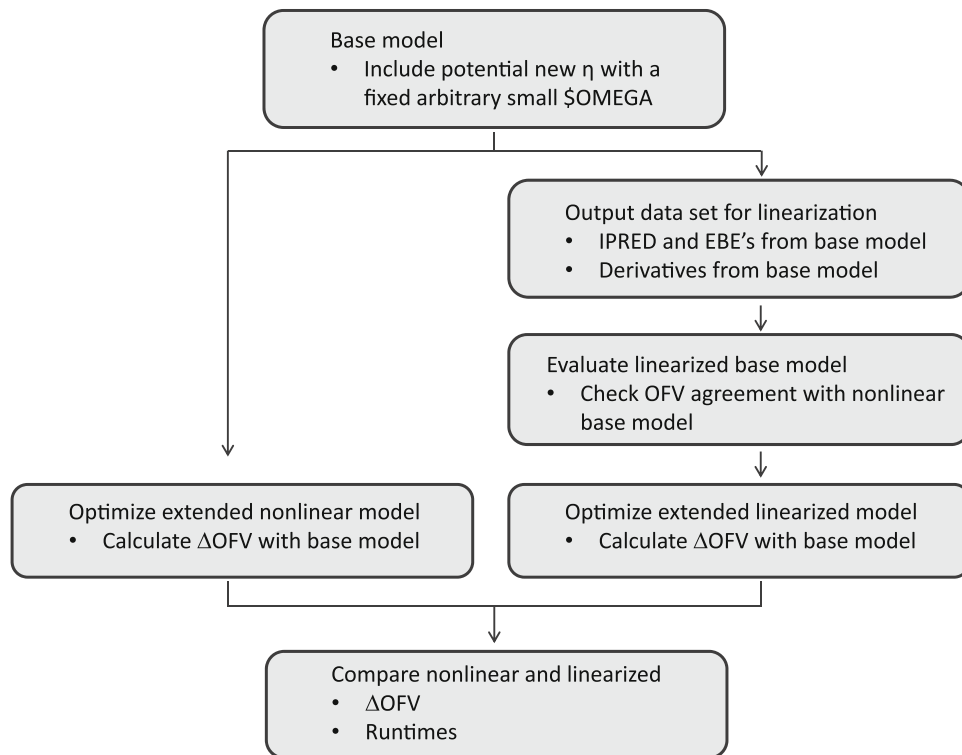 Base model
• Include potential new η with a
fixed arbitrary small $OMEGA
Output data set for linearization
• IPRED and EBE's from base model
• Derivatives from base model
Evaluate linearized base model
• Check OFV agreement with nonlinear
base model
Optimize extended nonlinear model
• Calculate ΔOFV with base model
Optimize extended linearized model
• Calculate ΔOFV with base model
Compare nonlinear and linearized
• ΔOFV
• Runtimes